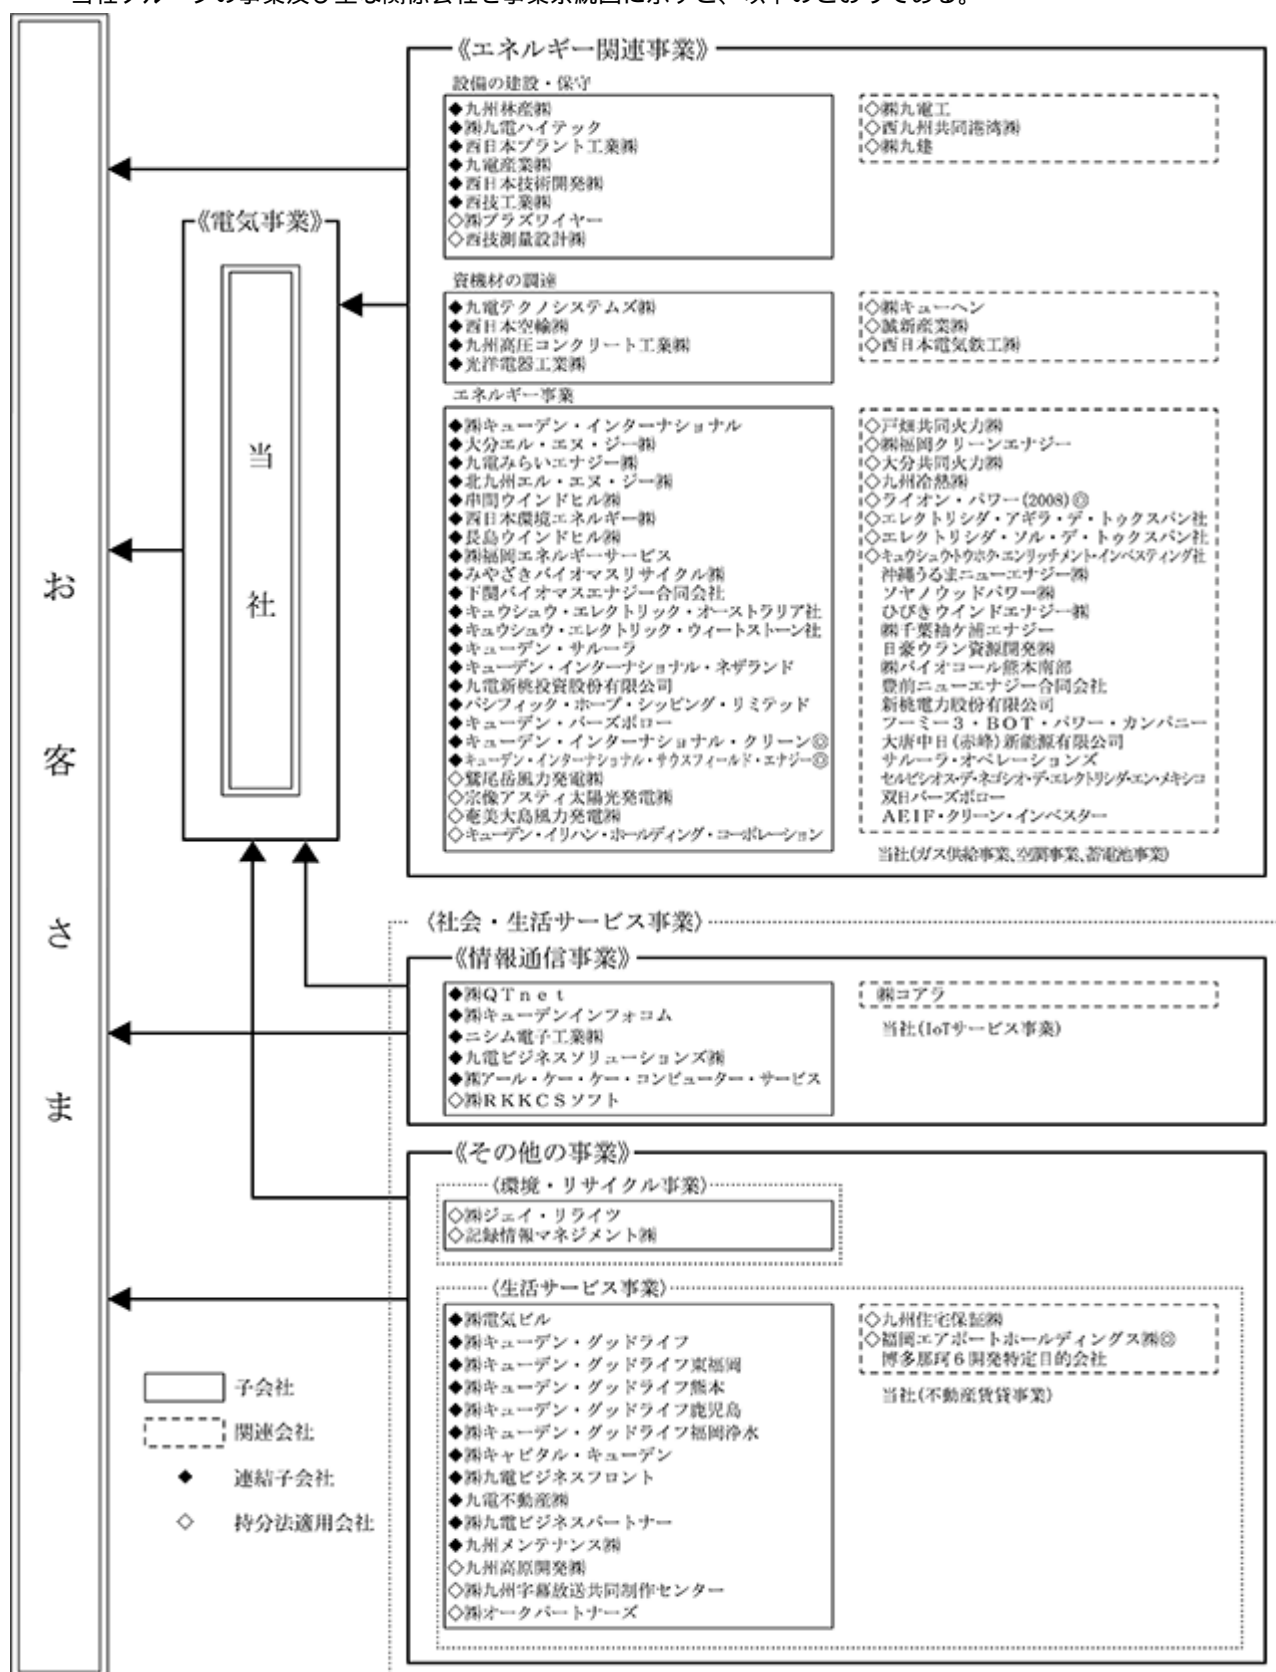 当社グループの事業及び主な関係会社を事業系統図に示すと、以下のとおりである。
《エネルギー関連事業》
設備の建設・保守
◆九州林産㈱
◆㈱九電ハイテック
◆西日本プラント工業㈱
◆九電産業㈱
◆西日本技術開発㈱
◆西技工業㈱
◇㈱プラズワイヤー
◇西技測量設計㈱
◇㈱九電工
◇西九州共同港湾㈱
◇㈱九建
資機材の調達
◆九電テクノシステムズ㈱
◆西日本空輸㈱
◆九州高圧コンクリート工業㈱
◆光洋電器工業㈱
◇㈱キューヘン
◇誠新産業㈱
◇西日本電気鉄工㈱
エネルギー事業
◆㈱キューデン・インターナショナル
◆大分エル・エヌ・ジー㈱
◆九電みらいエナジー㈱
◆北九州エル・エヌ・ジー㈱
◆串間ウインドヒル㈱
◆西日本環境エネルギー㈱
◆長島ウインドヒル㈱
◆㈱福岡エネルギーサービス
◆みやざきバイオマスリサイクル㈱
◆下関バイオマスエナジー合同会社
◆キュウシュウ・エレクトリック・オーストラリア社
◆キュウシュウ・エレクトリック・ウィートストーン社
◆キューデン・サルーラ
◆キューデン・インターナショナル・ネザランド
◆九電新桃投資股份有限公司
◆パシフィック・ホープ・シッピング・リミテッド
◆キューデン・バーズボロー
◆キューデン・インターナショナル・クリーン◎
◆キューデン・インターナショナル・サウスフィールド・エナジー◎
◇鷲尾岳風力発電㈱
◇宗像アスティ太陽光発電㈱
◇奄美大島風力発電㈱
◇キューデン・イリハン・ホールディング・コーポレーション
◇戸畑共同火力㈱
◇㈱福岡クリーンエナジー
◇大分共同火力㈱
◇九州冷熱㈱
◇ライオン・パワー(2008)◎
◇エレクトリシダ・アギラ・デ・トゥクスパン社
◇エレクトリシダ・ソル・デ・トゥクスパン社
◇キュウシュウ・トウホク・エンリッチメント・インベスティング社
沖縄うるまニューエナジー㈱
ソヤノウッドパワー㈱
ひびきウインドエナジー㈱
㈱千葉袖ケ浦エナジー
日豪ウラン資源開発㈱
㈱バイオコール熊本南部
豊前ニューエナジー合同会社
新桃電力股份有限公司
フーミー3・BOT・パワー・カンパニー
大唐中日(赤峰)新能源有限公司
サルーラ・オペレーションズ
セルビシオス・デ・ネゴシオ・デ・エレクトリシダ・エン・メキシコ
双日バーズボロー
AEIF・クリーン・インベスター
当社(ガス供給事業、空調事業、蓄電池事業)
《電気事業》
当社
お客さま
〈社会・生活サービス事業〉
《情報通信事業》
◆㈱QTnet
◆㈱キューデンインフォコム
◆ニシム電子工業㈱
◆九電ビジネスソリューションズ㈱
◆㈱アール・ケー・ケー・コンピューター・サービス
◇㈱RKKCSソフト
㈱コアラ
当社(IoTサービス事業)
《その他の事業》
〈環境・リサイクル事業〉
◇㈱ジェイ・リライツ
◇記録情報マネジメント㈱
〈生活サービス事業〉
◆㈱電気ビル
◆㈱キューデン・グッドライフ
◆㈱キューデン・グッドライフ東福岡
◆㈱キューデン・グッドライフ熊本
◆㈱キューデン・グッドライフ鹿児島
◆㈱キューデン・グッドライフ福岡浄水
◆㈱キャピタル・キューデン
◆㈱九電ビジネスフロント
◆九電不動産㈱
◆㈱九電ビジネスパートナー
◆九州メンテナンス㈱
◇九州高原開発㈱
◇㈱九州字幕放送共同制作センター
◇㈱オークパートナーズ
◇九州住宅保証㈱
◇福岡エアポートホールディングス㈱◎
博多那珂6開発特定目的会社
当社(不動産賃貸事業)
子会社
関連会社
◆ 連結子会社
◇ 持分法適用会社